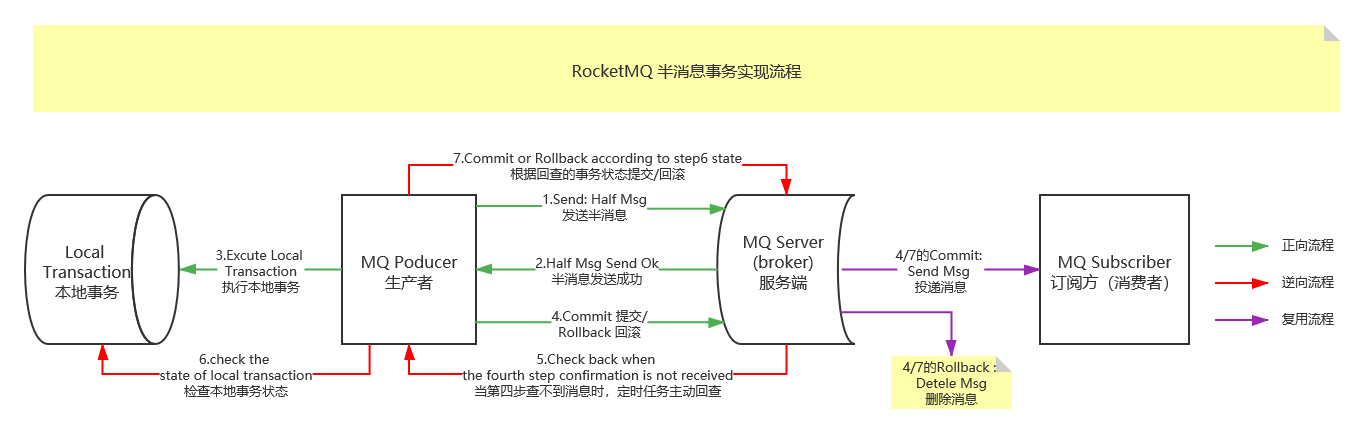 RocketMQ 半消息事务实现流程
7.Commit or Rollback according to step6 state
根据回查的事务状态提交/回滚
1.Send: Half Msg
发送半消息
Local
Transaction
本地事务
3.Excute Local
Transaction
执行本地事务
MQ Poducer
生产者
2.Half Msg Send Ok
半消息发送成功
4.Commit 提交/
Rollback 回滚
MQ Server
(broker)
服务端
4/7的Commit:
Send Msg
投递消息
MQ Subscriber
订阅方（消费者）
正向流程
逆向流程
复用流程
6.check the
state of local transaction
检查本地事务状态
5.Check back when
the fourth step confirmation is not received
当第四步查不到消息时，定时任务主动回查
4/7的Rollback :
Detele Msg
删除消息